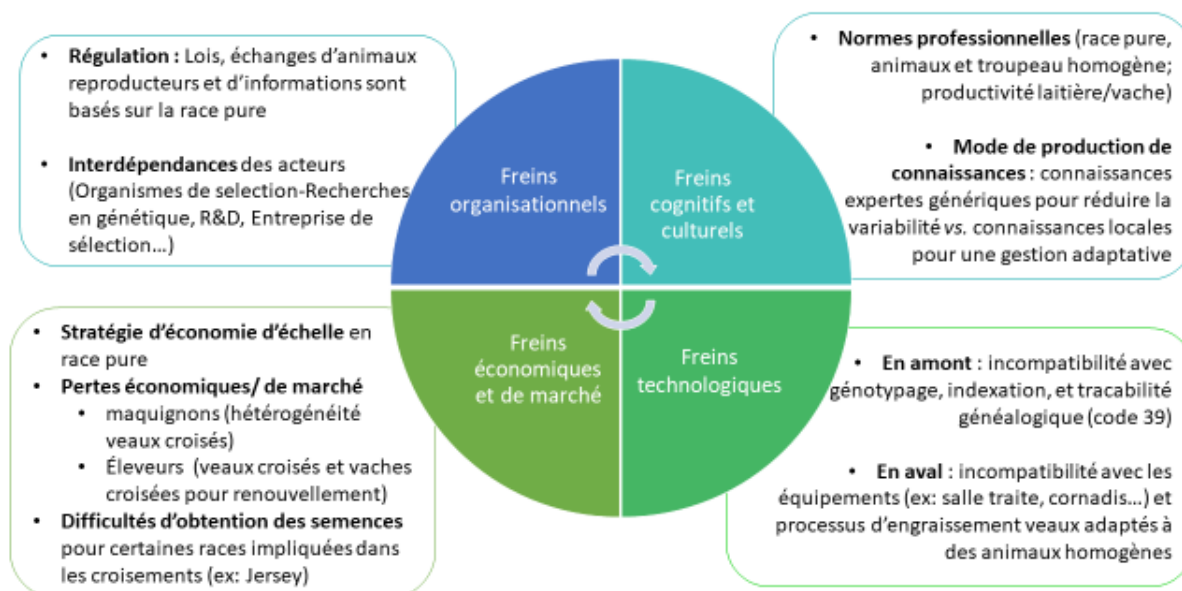 • Régulation : Lois, échanges d'animaux
reproducteurs et d'informations sont
basés sur la race pure
• Interdépendances des acteurs
(Organismes de selection-Recherches
en génétique, R&D, Entreprise de
sélection…)
• Normes professionnelles (race pure,
animaux et troupeau homogène;
productivité laitière/vache)
• Mode de production de
connaissances : connaissances
expertes génériques pour réduire la
variabilité vs. connaissances locales
pour une gestion adaptative
Freins
organisationnels
Freins
cognitifs et
culturels
Freins
économiques
et de marché
Freins
technologiques
• Stratégie d'économie d'échelle en
race pure
• Pertes économiques/ de marché
• maquignons (hétérogénéité
veaux croisés)
• Éleveurs (veaux croisés et vaches
croisées pour renouvellement)
• Difficultés d'obtention des semences
pour certaines races impliquées dans
les croisements (ex: Jersey)
• En amont : incompatibilité avec
génotypage, indexation, et tracabilité
généalogique (code 39)
• En aval : incompatibilité avec les
équipements (ex: salle traite, cornadis…) et
processus d'engraissement veaux adaptés à
des animaux homogènes